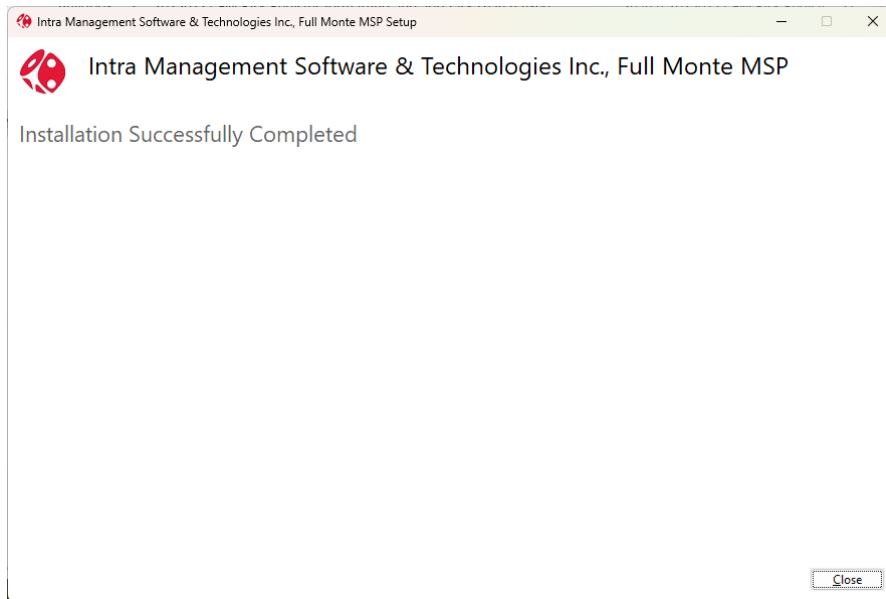 Intra Management Software & Technologies Inc., Full Monte MSP Setup
Intra Management Software & Technologies Inc., Full Monte MSP
Installation Successfully Completed
Close